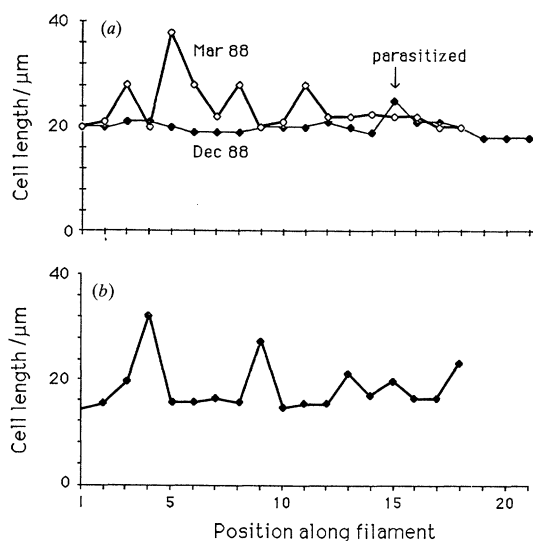 (a)
Mar 88
parasitized
Dec 88
Cell length/µm
40
20
0
(b)
Cell length/µm
40
20
0
1 5 10 15 20
Position along filament